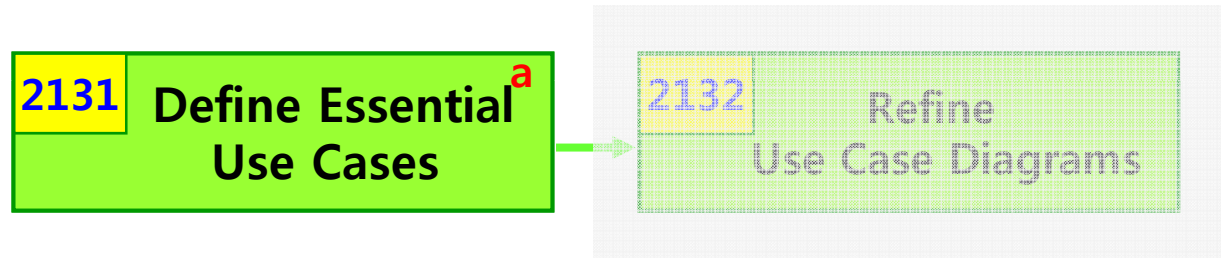 2131
Define Essential a
Use Cases
2132
Refine
Use Case Diagrams